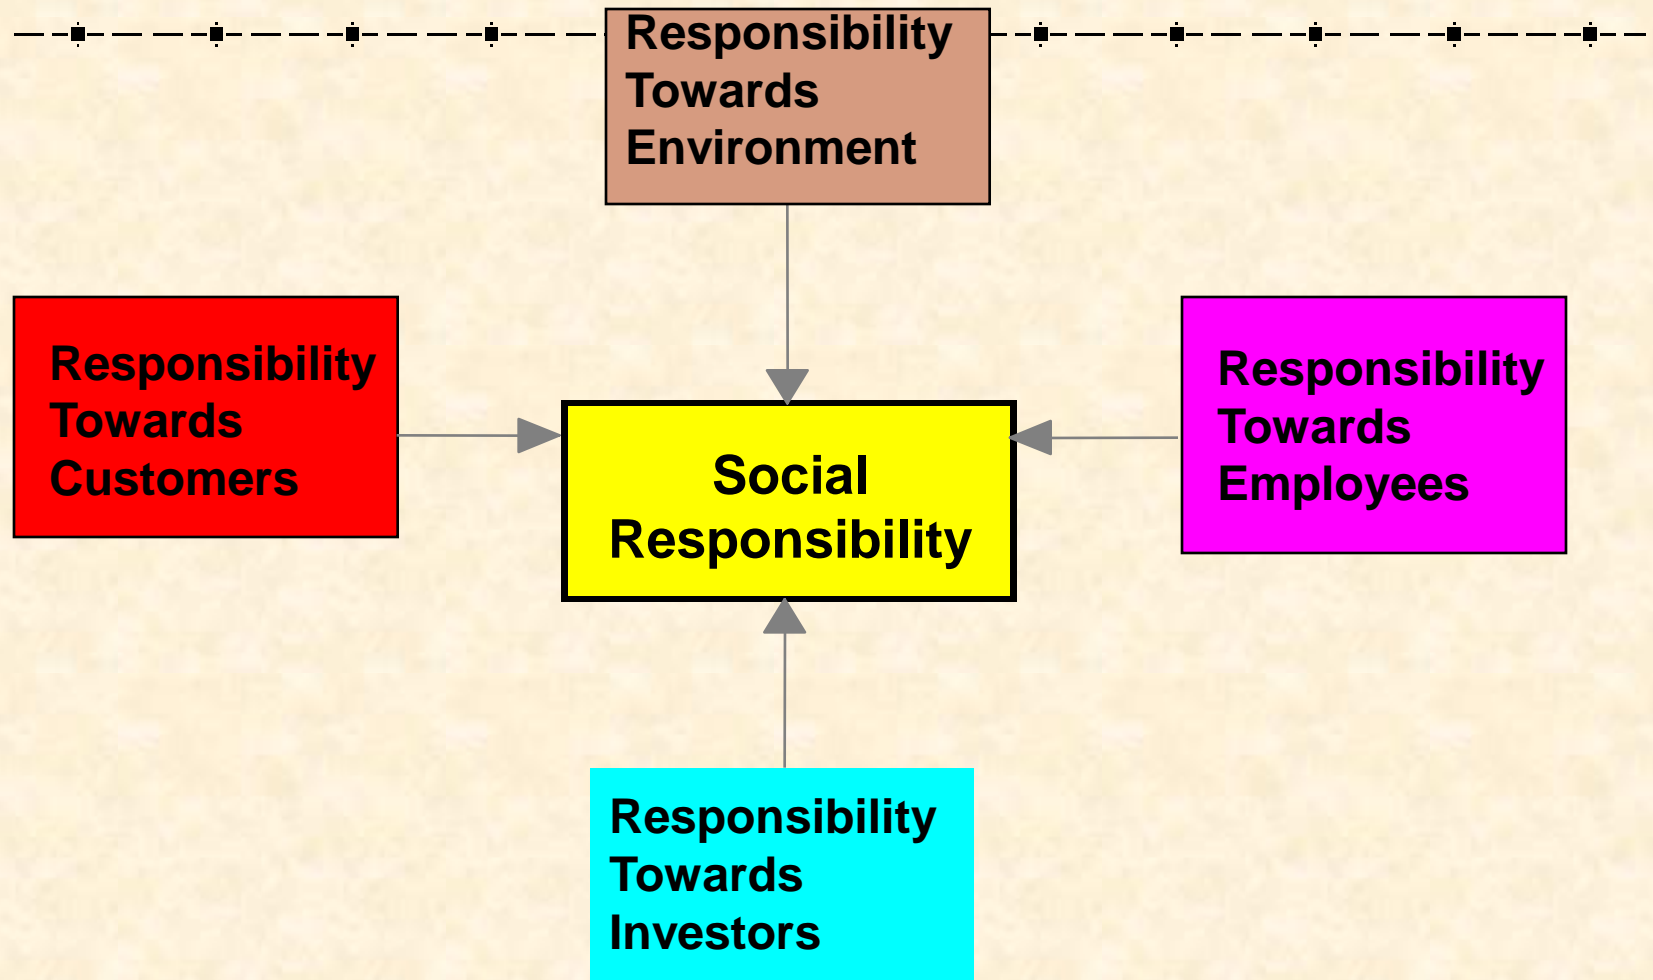 Responsibility
Towards
Environment
Responsibility
Towards
Customers
Social
Responsibility
Responsibility
Towards
Employees
Responsibility
Towards
Investors